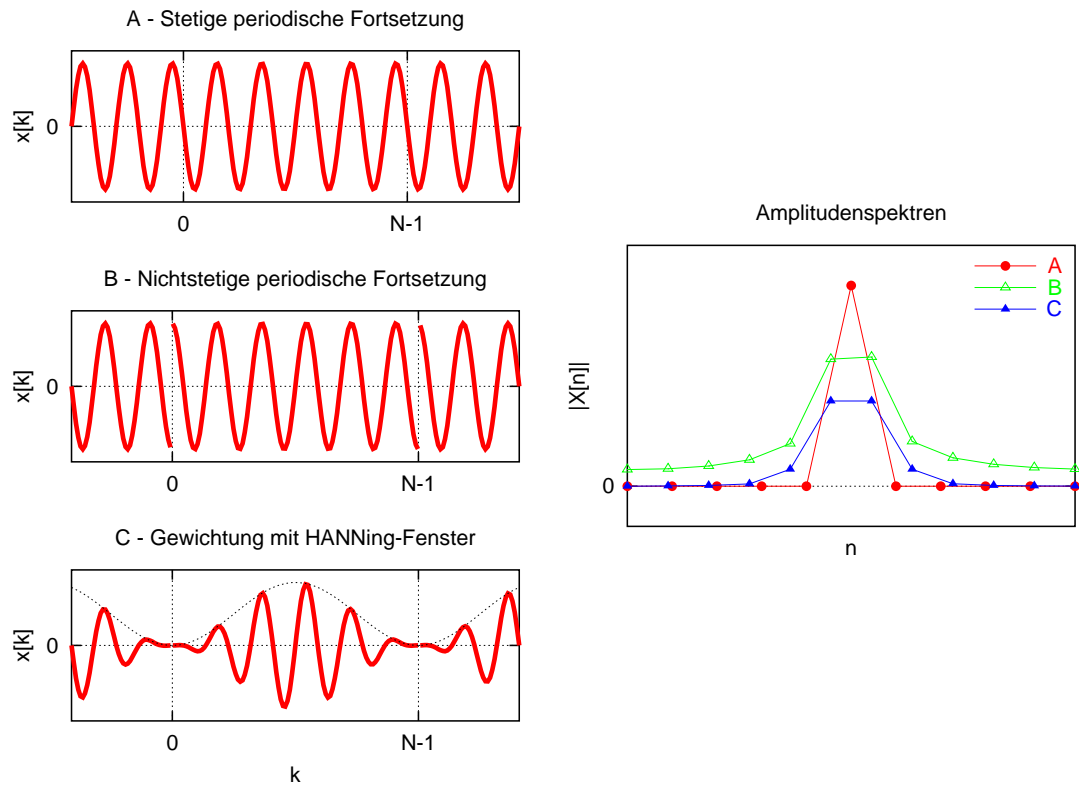 A - Stetige periodische Fortsetzung
x[k]
0
0
N-1
B - Nichtstetige periodische Fortsetzung
x[k]
0
0
N-1
C - Gewichtung mit HANNing-Fenster
x[k]
0
0
N-1
k
Amplitudenspektren
A
B
C
|X[n]|
0
n